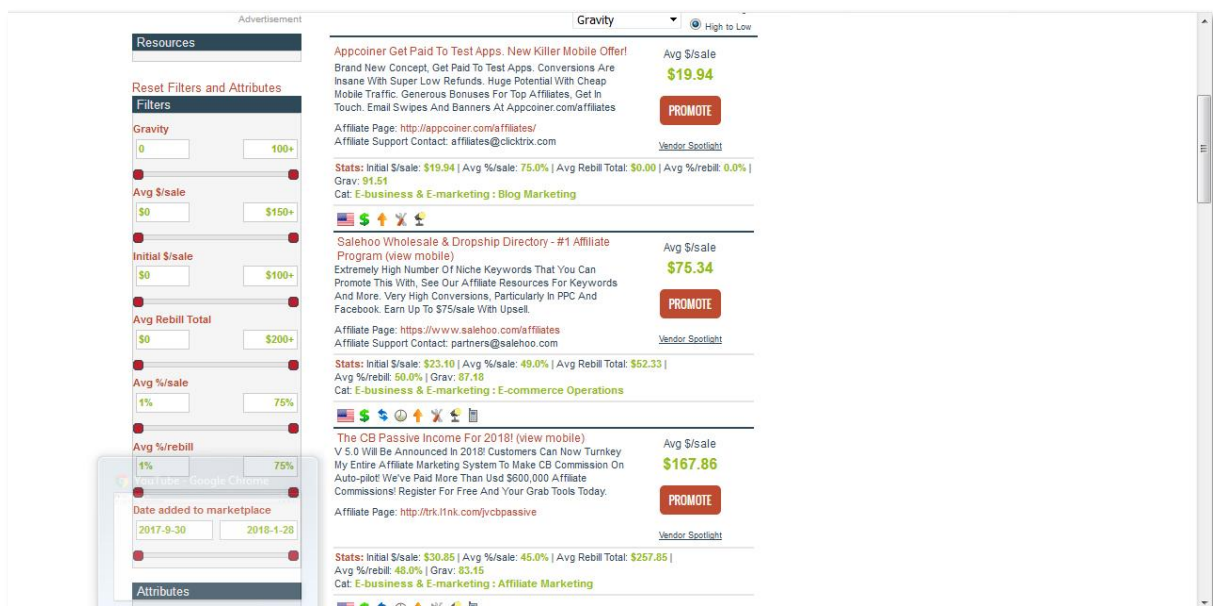 Advertisement
Resources
Reset Filters and Attributes
Filters
Gravity
0 100+
Avg $/sale
$0 $150+
Initial $/sale
$0 $100+
Avg Rebill Total
$0 $200+
Avg %/sale
1% 75%
Avg %/rebill
1% 75%
YouTube - Google Chrome
Date added to marketplace
2017-9-30 2018-1-28
Attributes
Gravity
High to Low
Appcoiner Get Paid To Test Apps. New Killer Mobile Offer!
Brand New Concept, Get Paid To Test Apps. Conversions Are
Insane With Super Low Refunds. Huge Potential With Cheap
Mobile Traffic. Generous Bonuses For Top Affiliates, Get In
Touch. Email Swipes And Banners At Appcoiner.com/affiliates
Affiliate Page: http://appcoiner.com/affiliates/
Affiliate Support Contact: affiliates@clicktrix.com
Avg $/sale
$19.94
PROMOTE
Vendor Spotlight
Stats: Initial $/sale: $19.94 | Avg %/sale: 75.0% | Avg Rebill Total: $0.00 | Avg %/rebill: 0.0% |
Grav: 91.51
Cat: E-business & E-marketing : Blog Marketing
Salehoo Wholesale & Dropship Directory - #1 Affiliate
Program (view mobile)
Extremely High Number Of Niche Keywords That You Can
Promote This With, See Our Affiliate Resources For Keywords
And More. Very High Conversions, Particularly In PPC And
Facebook. Earn Up To $75/sale With Upsell.
Affiliate Page: https://www.salehoo.com/affiliates
Affiliate Support Contact: partners@salehoo.com
Avg $/sale
$75.34
PROMOTE
Vendor Spotlight
Stats: Initial $/sale: $23.10 | Avg %/sale: 49.0% | Avg Rebill Total: $52.33 |
Avg %/rebill: 50.0% | Grav: 87.18
Cat: E-business & E-marketing : E-commerce Operations
The CB Passive Income For 2018! (view mobile)
V 5.0 Will Be Announced In 2018! Customers Can Now Turnkey
My Entire Affiliate Marketing System To Make CB Commission On
Auto-pilot! We've Paid More Than Usd $600,000 Affiliate
Commissions! Register For Free And Your Grab Tools Today.
Affiliate Page: http://trk.l1nk.com/jvcbpassive
Avg $/sale
$167.86
PROMOTE
Vendor Spotlight
Stats: Initial $/sale: $30.85 | Avg %/sale: 45.0% | Avg Rebill Total: $257.85 |
Avg %/rebill: 48.0% | Grav: 83.15
Cat: E-business & E-marketing : Affiliate Marketing